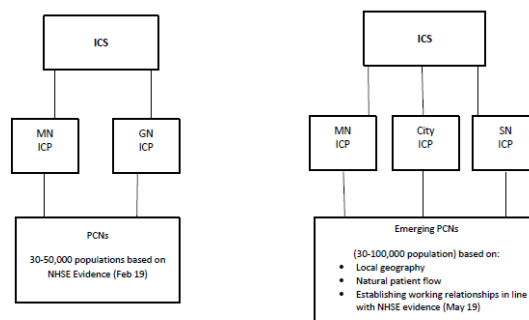 ICS
MN
ICP
GN
ICP
PCNs
30-50,000 populations based on
NHSE Evidence (Feb 19)
ICS
MN
ICP
City
ICP
SN
ICP
Emerging PCNs
(30-100,000 population) based on:
• Local geography
• Natural patient flow
• Establishing working relationships in line
with NHSE evidence (May 19)